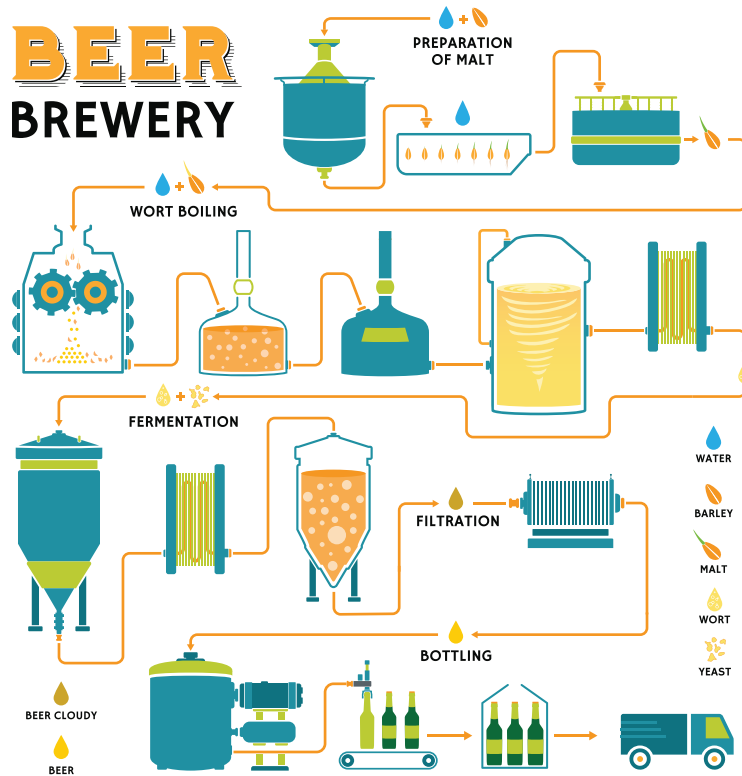 BEER
BREWERY
PREPARATION
OF MALT
WORT BOILING
FERMENTATION
WATER
BARLEY
FILTRATION
MALT
WORT
BOTTLING
YEAST
BEER CLOUDY
BEER